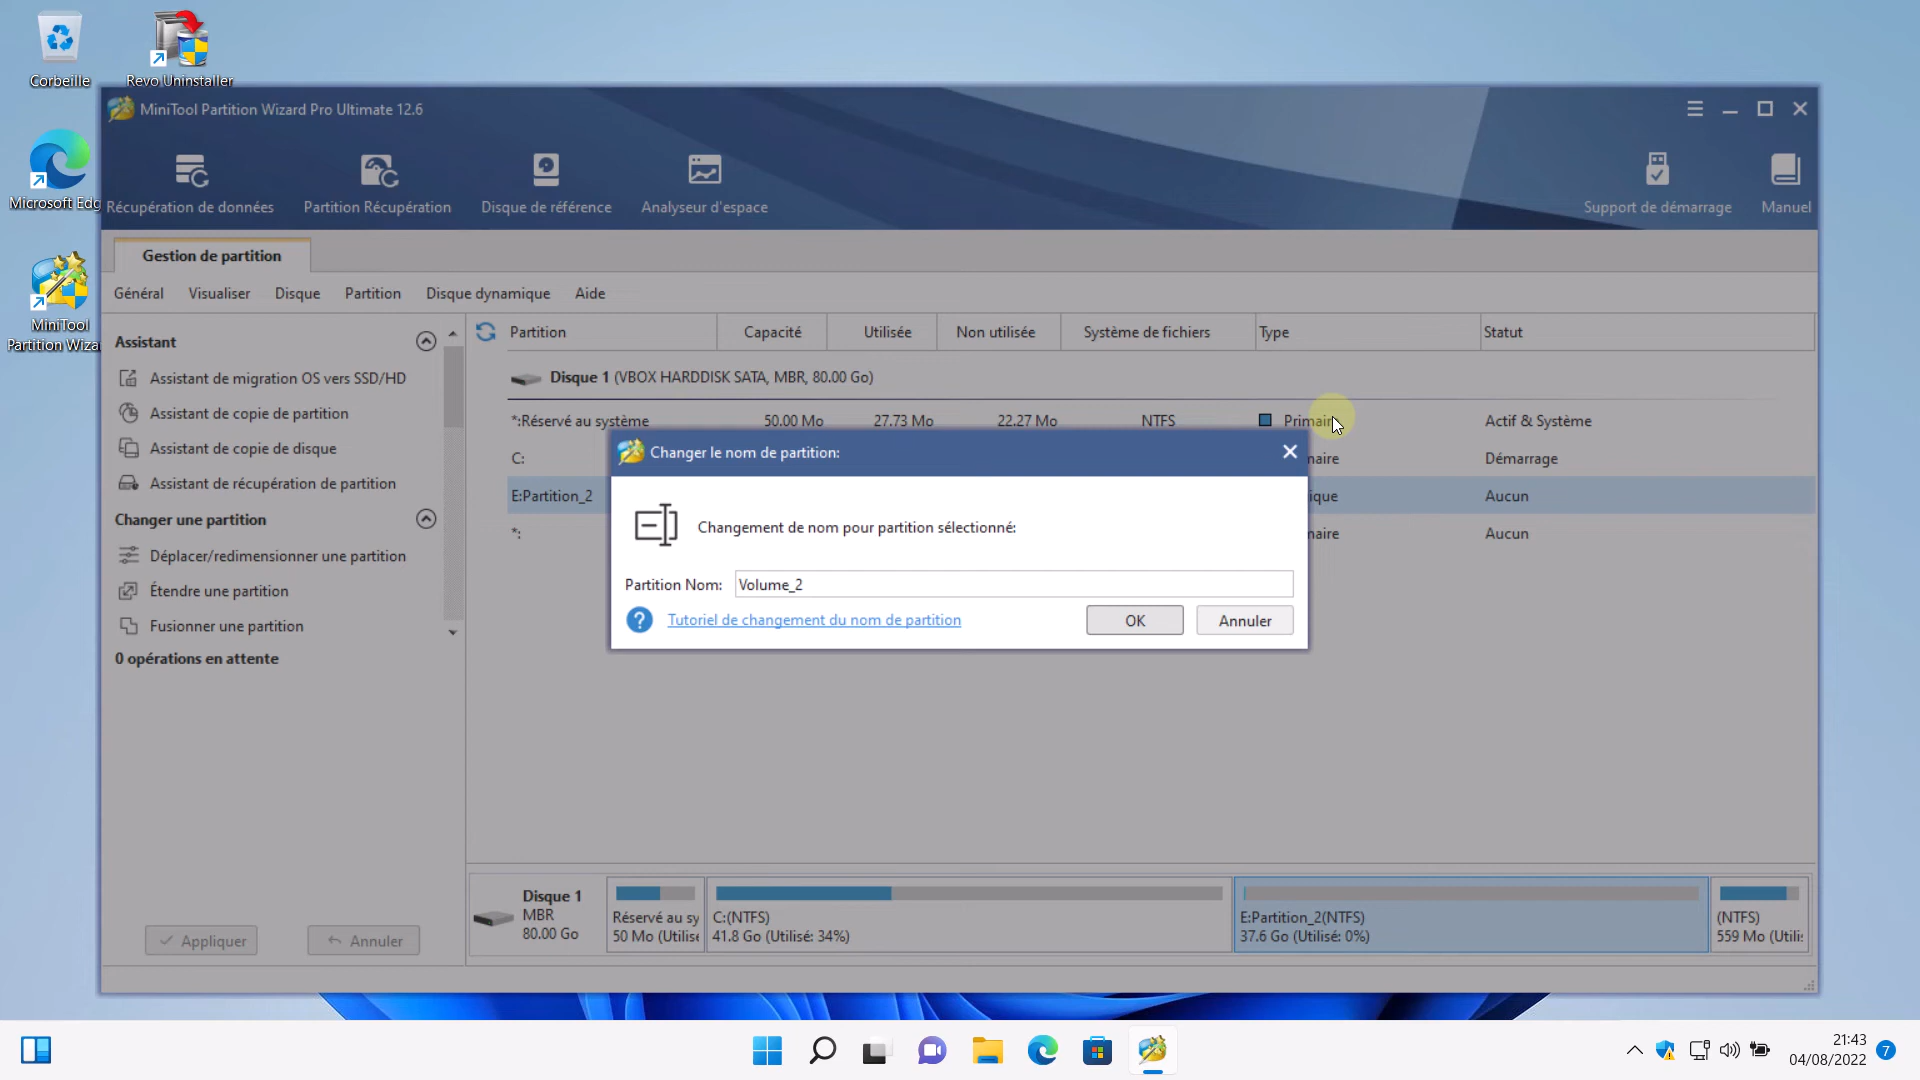 Corbeille
Revo Uninstaller
Microsoft Edg
MiniTool
Partition Wiza
MiniTool Partition Wizard Pro Ultimate 12.6
Récupération de données
Partition Récupération
Disque de référence
Analyseur d'espace
Support de démarrage
Manuel
Gestion de partition
Général Visualiser Disque Partition Disque dynamique Aide
Assistant
Assistant de migration OS vers SSD/HD
Assistant de copie de partition
Assistant de copie de disque
Assistant de récupération de partition
Changer une partition
Déplacer/redimensionner une partition
Étendre une partition
Fusionner une partition
0 opérations en attente
Appliquer
Annuler
Partition Capacité Utilisée Non utilisée Système de fichiers Type Statut
Disque 1 (VBOX HARDDISK SATA, MBR, 80.00 Go)
*:Réservé au système 50.00 Mo 27.73 Mo 22.27 Mo NTFS Primaire Actif & Système
C: naire Démarrage
E:Partition_2 ique Aucun
*: naire Aucun
Changer le nom de partition:
Changement de nom pour partition sélectionné:
Partition Nom: Volume_2
Tutoriel de changement du nom de partition
OK
Annuler
Disque 1
MBR
80.00 Go
Réservé au sy
50 Mo (Utilisé
C:(NTFS)
41.8 Go (Utilisé: 34%)
E:Partition_2(NTFS)
37.6 Go (Utilisé: 0%)
(NTFS)
559 Mo (Utili:
21:43
04/08/2022
7